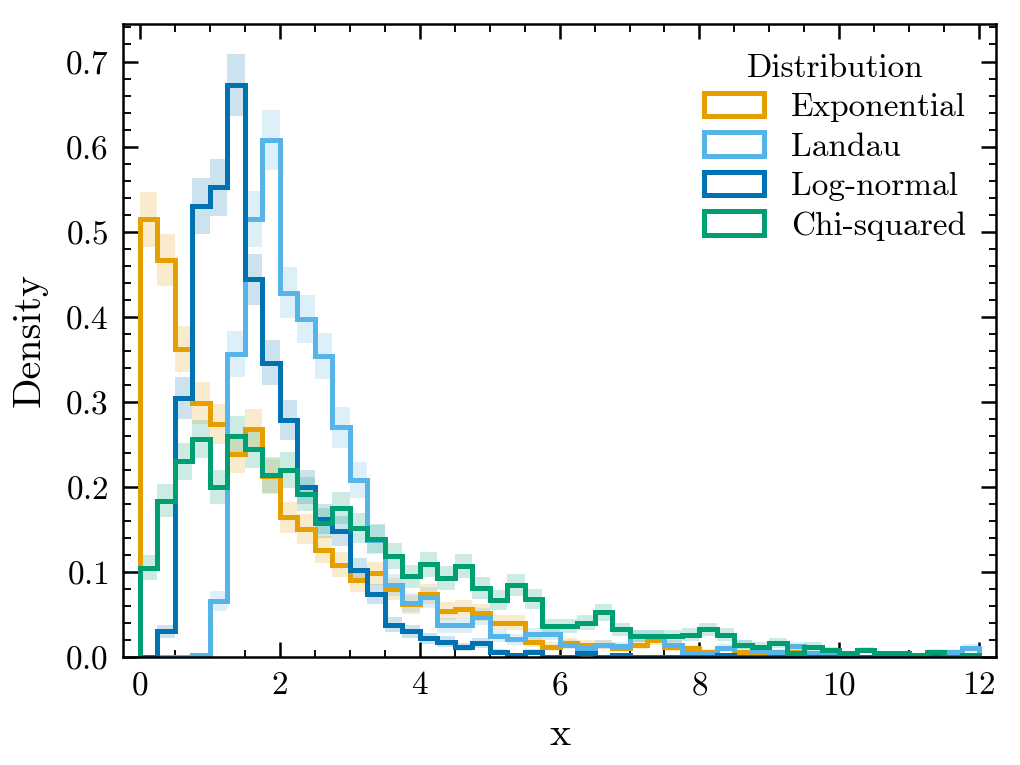 Distribution
Exponential
Landau
Log-normal
Chi-squared
Density
0.7
0.6
0.5
0.4
0.3
0.2
0.1
0.0
0 2 4 6 8 10 12
x